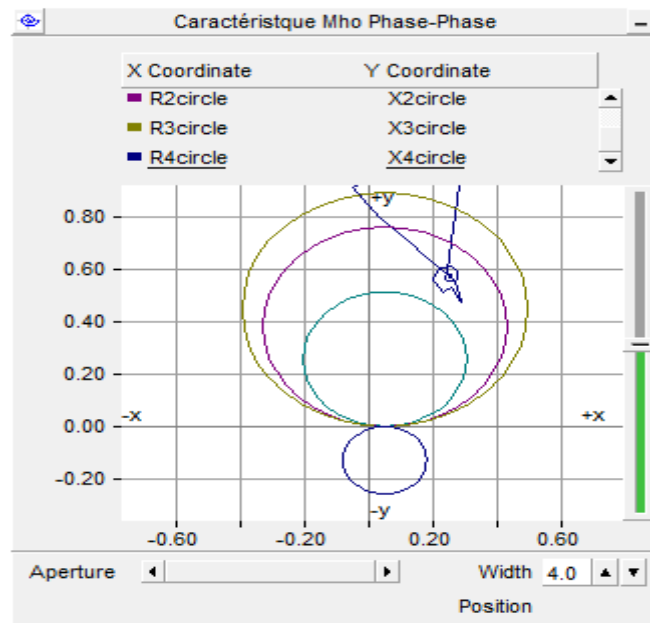 Caractéristque Mho Phase-Phase
X Coordinate Y Coordinate
R2circle X2circle
R3circle X3circle
R4circle X4circle
+y
0.80
0.60
0.40
0.20
0.00 -x +x
-0.20
-y
-0.60 -0.20 0.20 0.60
Aperture Width 4.0
Position